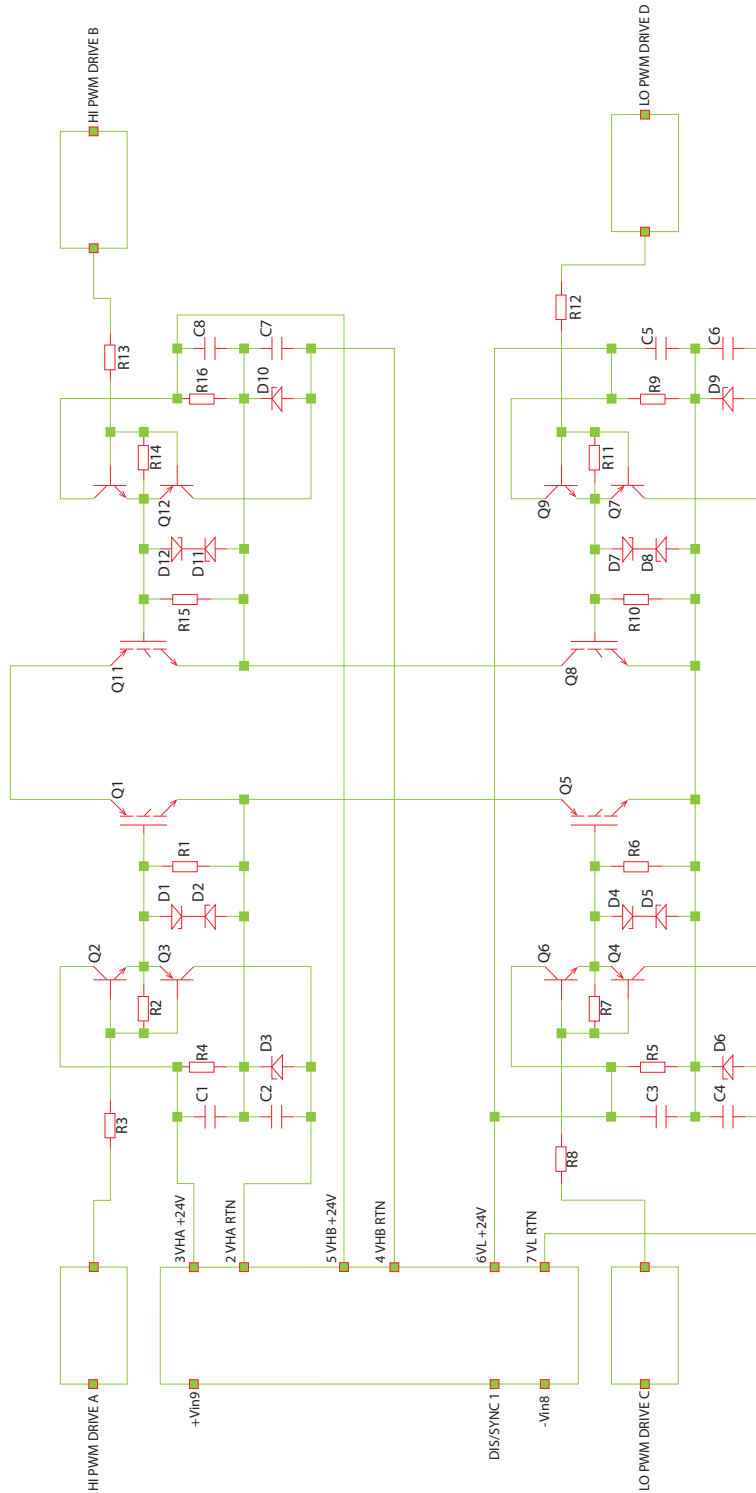 HI PWM DRIVE A
HI PWM DRIVE B
LO PWM DRIVE C
LO PWM DRIVE D
+Vin9
DIS/SYNC 1
-Vin8
3VHA +24V
2 VHA RTN
5 VHB +24V
4 VHB RTN
6VL +24V
7 VL RTN
R3
Q2
R2
Q3
C1
R4
C2
D3
D1
D2
R1
Q1
Q11
R15
D12
D11
Q12
R14
R13
R16
C8
D10
C7
R8
Q6
R7
Q4
C3
R5
C4
D6
D4
D5
R6
Q5
Q8
R10
D7
D8
Q9
Q7
R11
R12
R9
C5
D9
C6